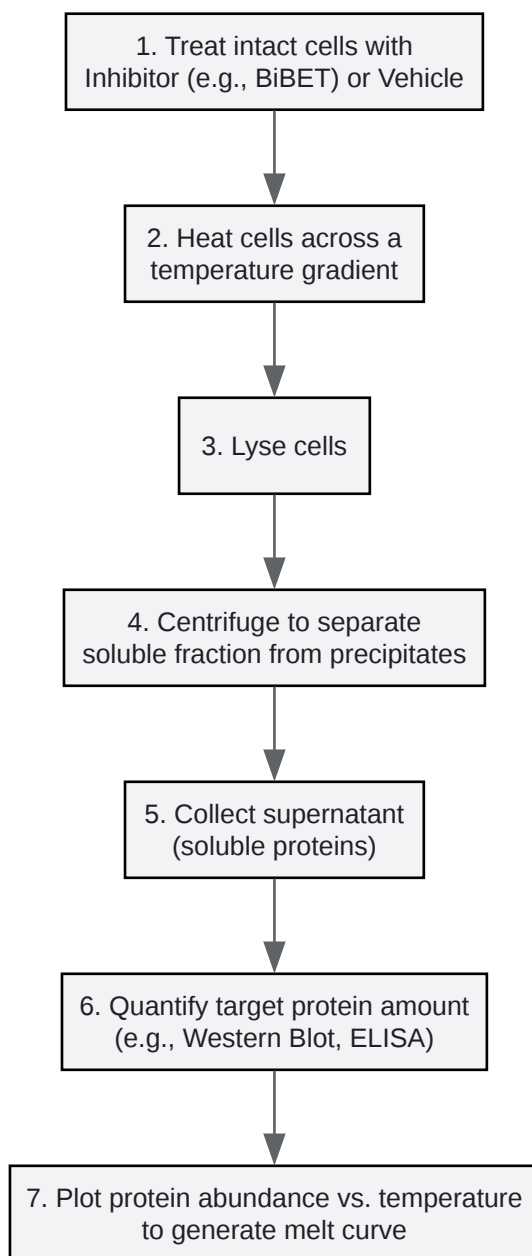 1. Treat intact cells with
Inhibitor (e.g., BiBET) or Vehicle
2. Heat cells across a
temperature gradient
3. Lyse cells
4. Centrifuge to separate
soluble fraction from precipitates
5. Collect supernatant
(soluble proteins)
6. Quantify target protein amount
(e.g., Western Blot, ELISA)
7. Plot protein abundance vs. temperature
to generate melt curve